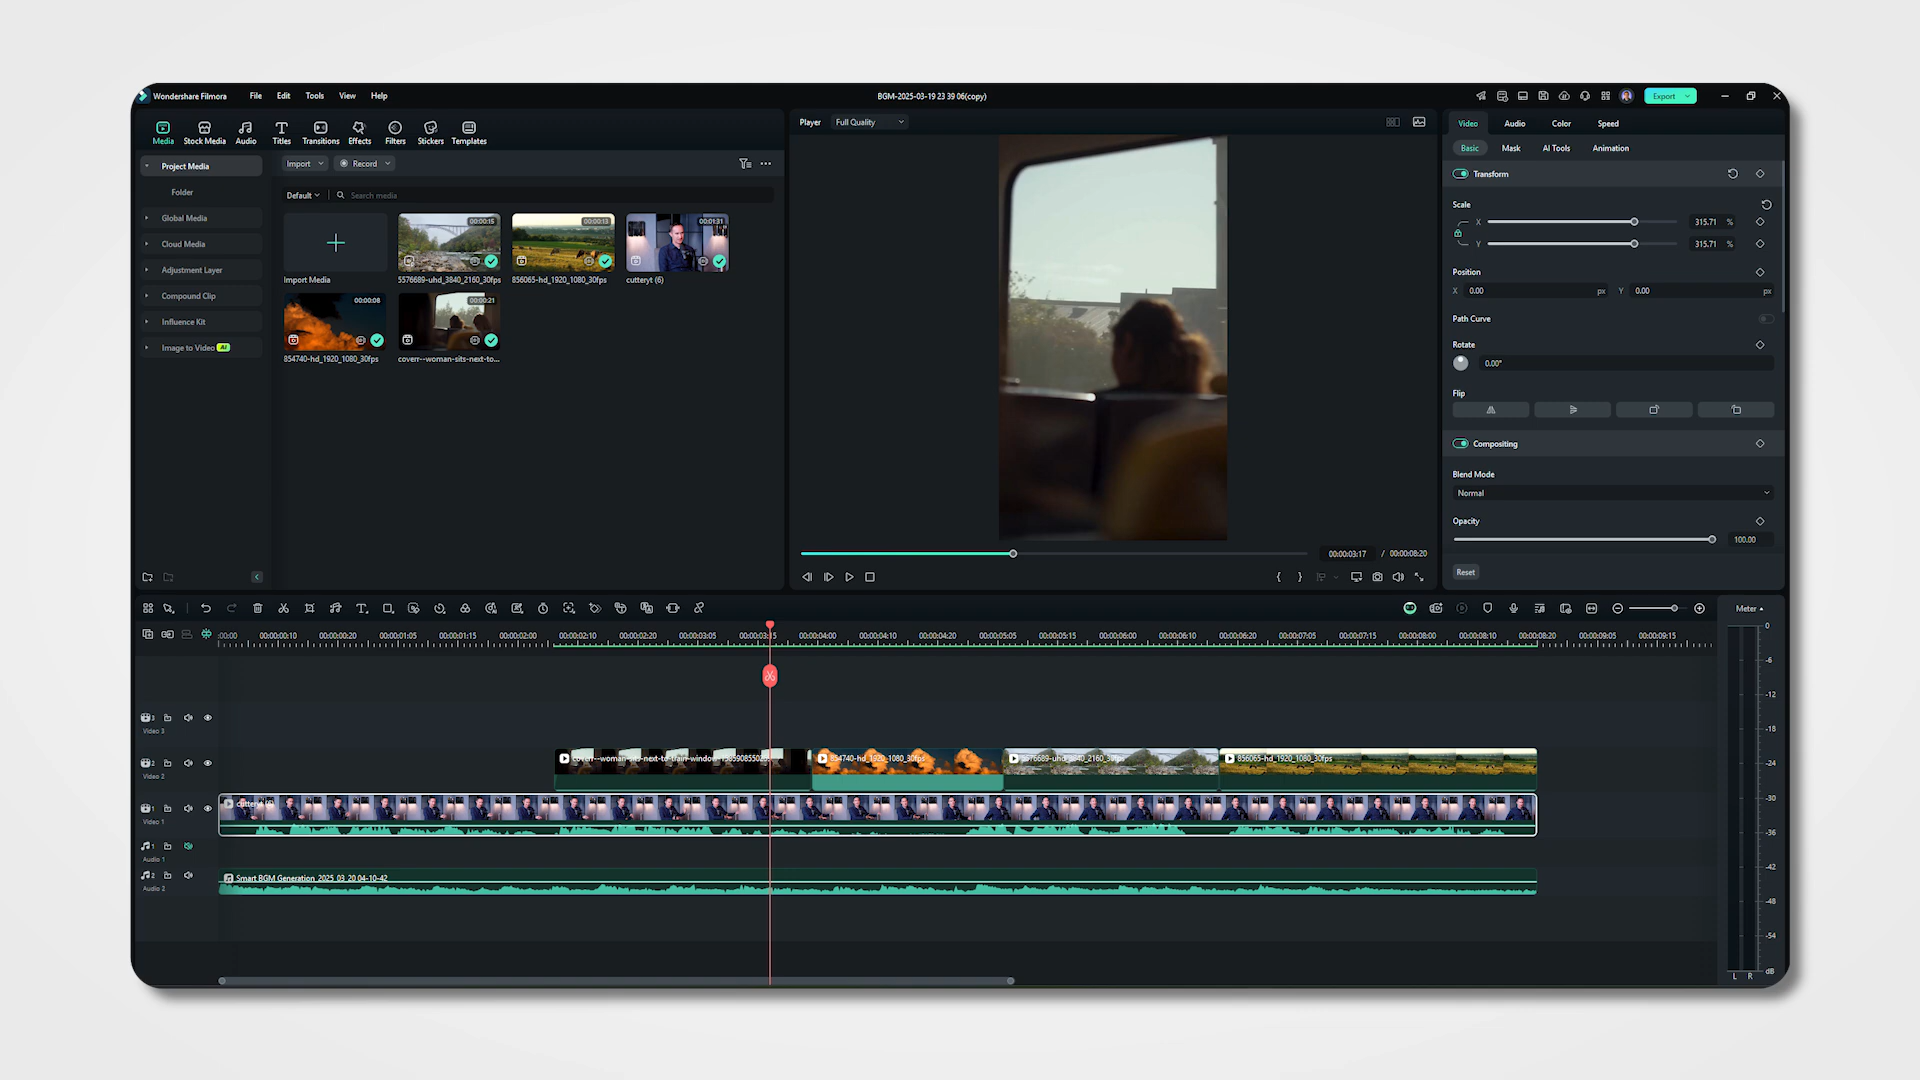 Wondershare Filmora File Edit Tools View Help BGM-2025-03-19 23 39 06(copy) Export
Media Stock Media Audio Titles Transitions Effects Filters Stickers Templates
Player Full Quality
Video Audio Color Speed
Basic Mask AI Tools Animation
Project Media
Folder
Global Media
Cloud Media
Adjustment Layer
Compound Clip
Influence Kit
Image to Video AI
Import Record
Default Search media
00:00:15 00:00:13 00:01:31
Import Media 5576689-uhd_3840_2160_30fps 856065-hd_1920_1080_30fps cutteryt (6)
00:00:08 00:00:21
854740-hd_1920_1080_30fps coverr--woman-sits-next-to...
00:00:03:17 / 00:00:08:20
Transform
Scale
X 315.71 %
Y 315.71 %
Position
X 0.00 px Y 0.00 px
Path Curve
Rotate
0.00°
Flip
Compositing
Blend Mode
Normal
Opacity
100.00
Reset
:00:00 00:00:00:10 00:00:00:20 00:00:01:05 00:00:01:15 00:00:02:00 00:00:02:10 00:00:02:20 00:00:03:05 00:00:03:15 00:00:04:00 00:00:04:10 00:00:04:20 00:00:05:05 00:00:05:15 00:00:06:00 00:00:06:10 00:00:06:20 00:00:07:05 00:00:07:15 00:00:08:00 00:00:08:10 00:00:08:20 00:00:09:05 00:00:09:15
3
Video 3
2
Video 2
coverr--woman-sits-next-to-train-window 854740-hd_1920_1080_30fps 5576689-uhd_3840_2160_30fps 856065-hd_1920_1080_30fps
1
Video 1
cutteryt (6)
1
Audio 1
2
Audio 2
Smart BGM Generation_2025_03_20 04-10-42
Meter
0
-6
-12
-18
-24
-30
-36
-42
-48
-54
dB
L R